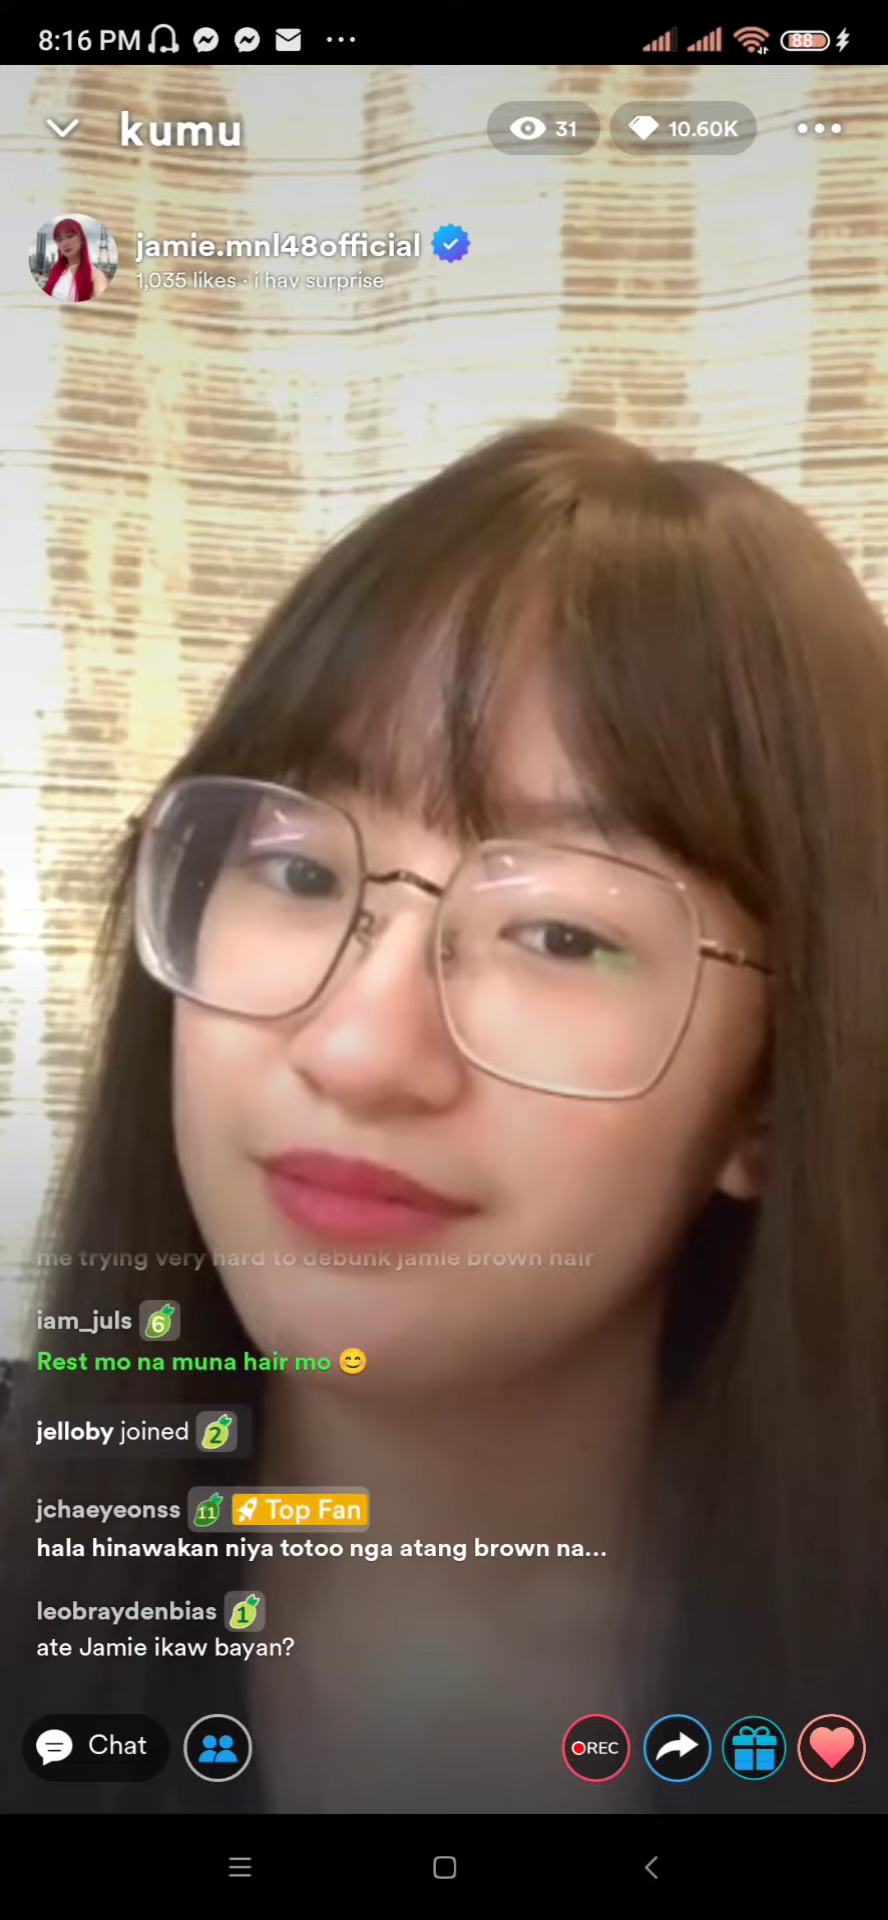 8:16 PM
88
kumu
31
10.60K
jamie.mnl48official
1,035 likes · i hav surprise
me trying very hard to debunk jamie brown hair
iam_juls 6
Rest mo na muna hair mo 😊
jelloby joined 2
jchaeyeonss 11 Top Fan
hala hinawakan niya totoo nga atang brown na...
leobraydenbias 1
ate Jamie ikaw bayan?
Chat
REC